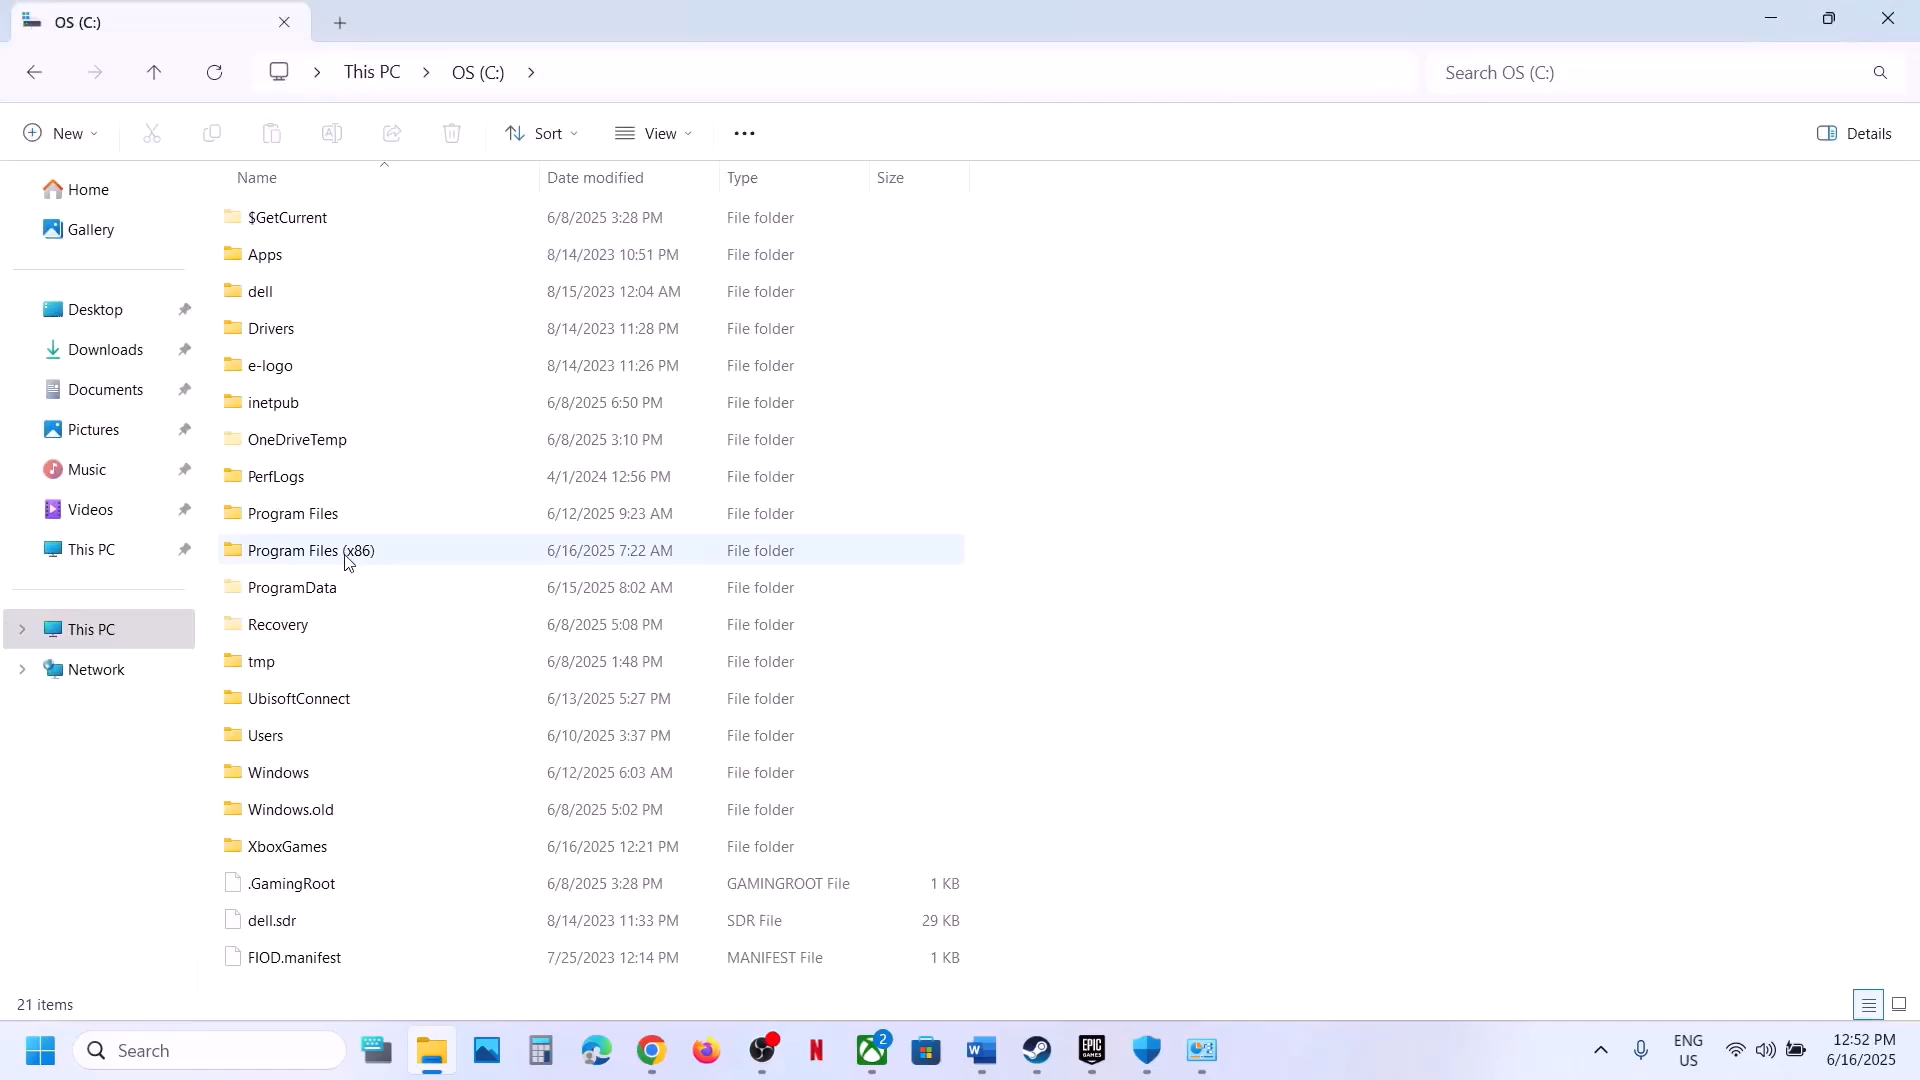 OS (C:)
This PC
OS (C:)
Search OS (C:)
New
Sort
View
Details
Name
Date modified
Type
Size
$GetCurrent 6/8/2025 3:28 PM File folder
Apps 8/14/2023 10:51 PM File folder
dell 8/15/2023 12:04 AM File folder
Drivers 8/14/2023 11:28 PM File folder
e-logo 8/14/2023 11:26 PM File folder
inetpub 6/8/2025 6:50 PM File folder
OneDriveTemp 6/8/2025 3:10 PM File folder
PerfLogs 4/1/2024 12:56 PM File folder
Program Files 6/12/2025 9:23 AM File folder
Program Files (x86) 6/16/2025 7:22 AM File folder
ProgramData 6/15/2025 8:02 AM File folder
Recovery 6/8/2025 5:08 PM File folder
tmp 6/8/2025 1:48 PM File folder
UbisoftConnect 6/13/2025 5:27 PM File folder
Users 6/10/2025 3:37 PM File folder
Windows 6/12/2025 6:03 AM File folder
Windows.old 6/8/2025 5:02 PM File folder
XboxGames 6/16/2025 12:21 PM File folder
.GamingRoot 6/8/2025 3:28 PM GAMINGROOT File 1 KB
dell.sdr 8/14/2023 11:33 PM SDR File 29 KB
FIOD.manifest 7/25/2023 12:14 PM MANIFEST File 1 KB
Home
Gallery
Desktop
Downloads
Documents
Pictures
Music
Videos
This PC
This PC
Network
21 items
Search
N
2
W
EPIC
GAMES
ENG
US
12:52 PM
6/16/2025